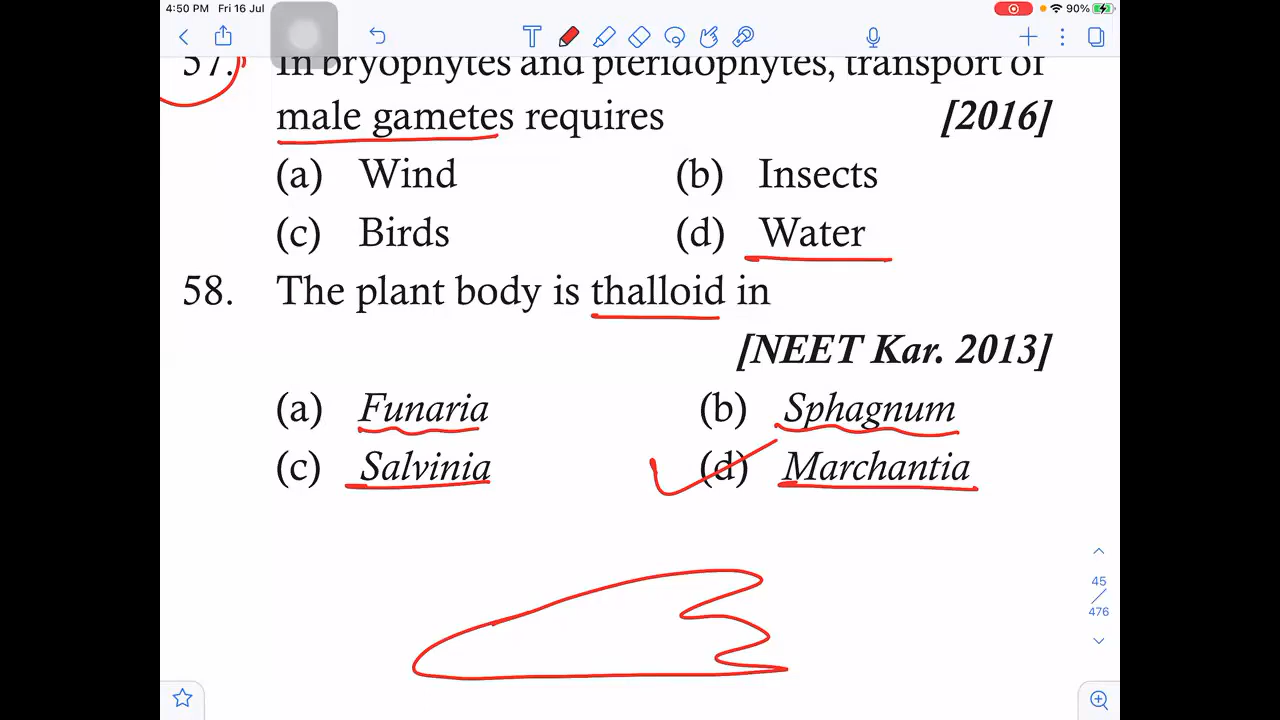 4:50 PM Fri 16 Jul 90%
T
57. In bryophytes and pteridophytes, transport of
male gametes requires [2016]
(a) Wind (b) Insects
(c) Birds (d) Water
58. The plant body is thalloid in
[NEET Kar. 2013]
(a) Funaria (b) Sphagnum
(c) Salvinia (d) Marchantia
45
/
476